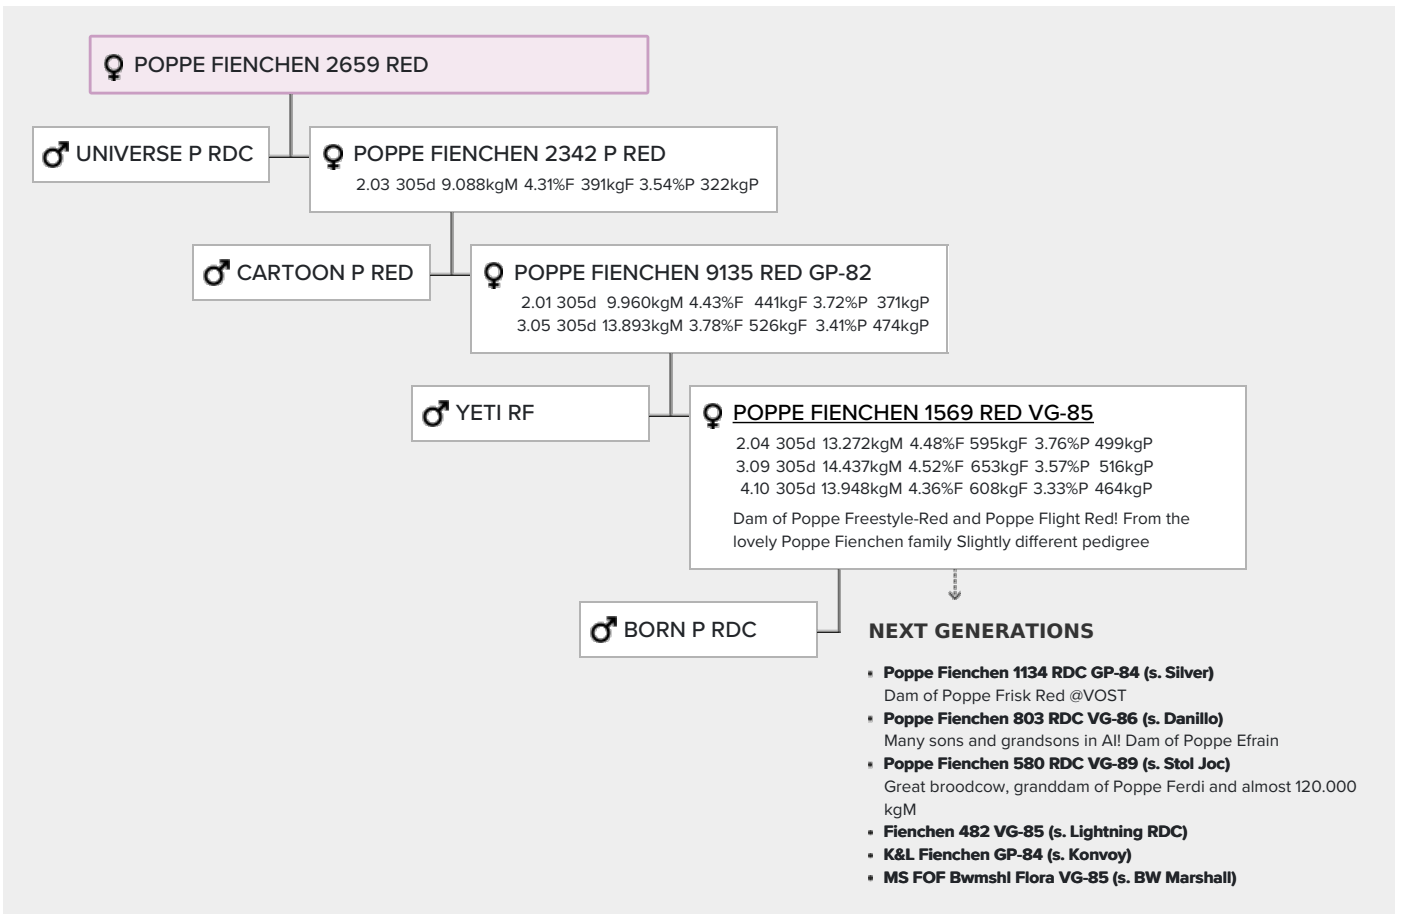 POPPE FIENCHEN 2659 RED
UNIVERSE P RDC
POPPE FIENCHEN 2342 P RED
2.03 305d 9.088kgM 4.31%F 391kgF 3.54%P 322kgP
CARTOON P RED
POPPE FIENCHEN 9135 RED GP-82
2.01 305d 9.960kgM 4.43%F 441kgF 3.72%P 371kgP
3.05 305d 13.893kgM 3.78%F 526kgF 3.41%P 474kgP
YETI RF
POPPE FIENCHEN 1569 RED VG-85
2.04 305d 13.272kgM 4.48%F 595kgF 3.76%P 499kgP
3.09 305d 14.437kgM 4.52%F 653kgF 3.57%P 516kgP
4.10 305d 13.948kgM 4.36%F 608kgF 3.33%P 464kgP
Dam of Poppe Freestyle-Red and Poppe Flight Red! From the
lovely Poppe Fienchen family Slightly different pedigree
BORN P RDC
NEXT GENERATIONS
Poppe Fienchen 1134 RDC GP-84 (s. Silver)
Dam of Poppe Frisk Red @VOST
Poppe Fienchen 803 RDC VG-86 (s. Danillo)
Many sons and grandsons in AI! Dam of Poppe Efrain
Poppe Fienchen 580 RDC VG-89 (s. Stol Joc)
Great broodcow, granddam of Poppe Ferdi and almost 120.000
kgM
Fienchen 482 VG-85 (s. Lightning RDC)
K&L Fienchen GP-84 (s. Konvoy)
MS FOF Bwmshl Flora VG-85 (s. BW Marshall)